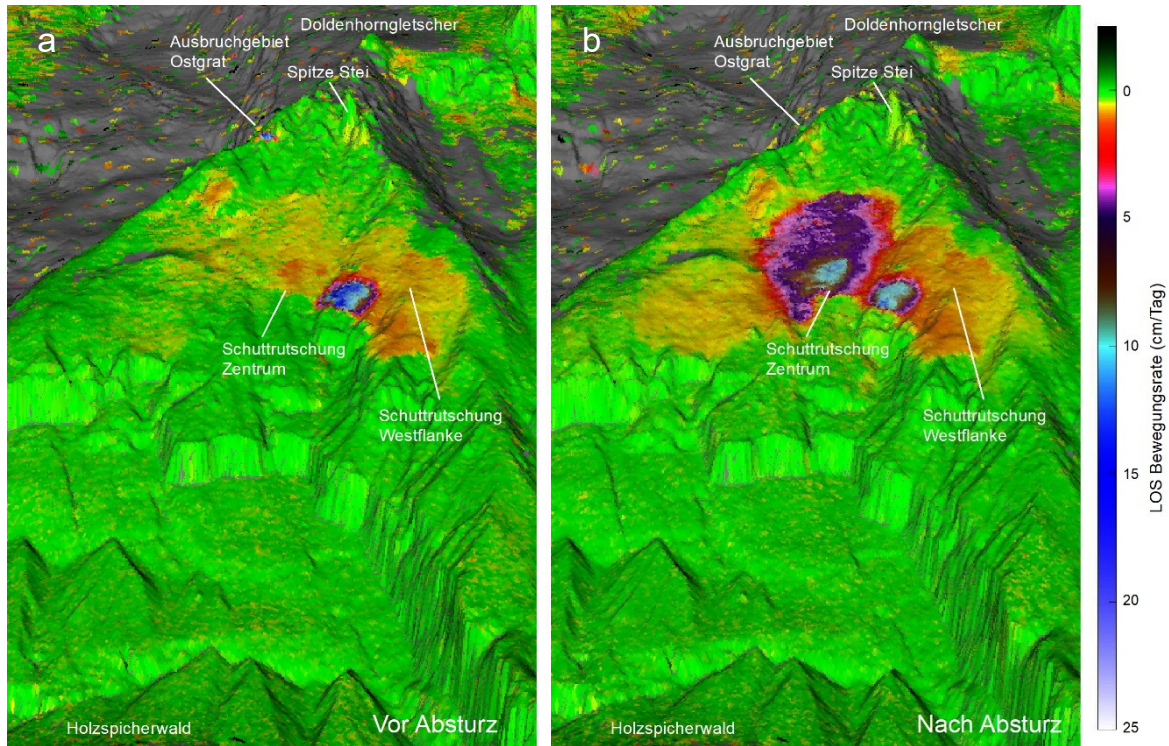 a
Doldenhorngletscher
Ausbruchgebiet
Ostgrat
Spitze Stei
Schuttrutschung
Zentrum
Schuttrutschung
Westflanke
Holzspicherwald
Vor Absturz
b
Doldenhorngletscher
Ausbruchgebiet
Ostgrat
Spitze Stei
Schuttrutschung
Zentrum
Schuttrutschung
Westflanke
Holzspicherwald
Nach Absturz
0
5
10
15
20
25
LOS Bewegungsrate (cm/Tag)